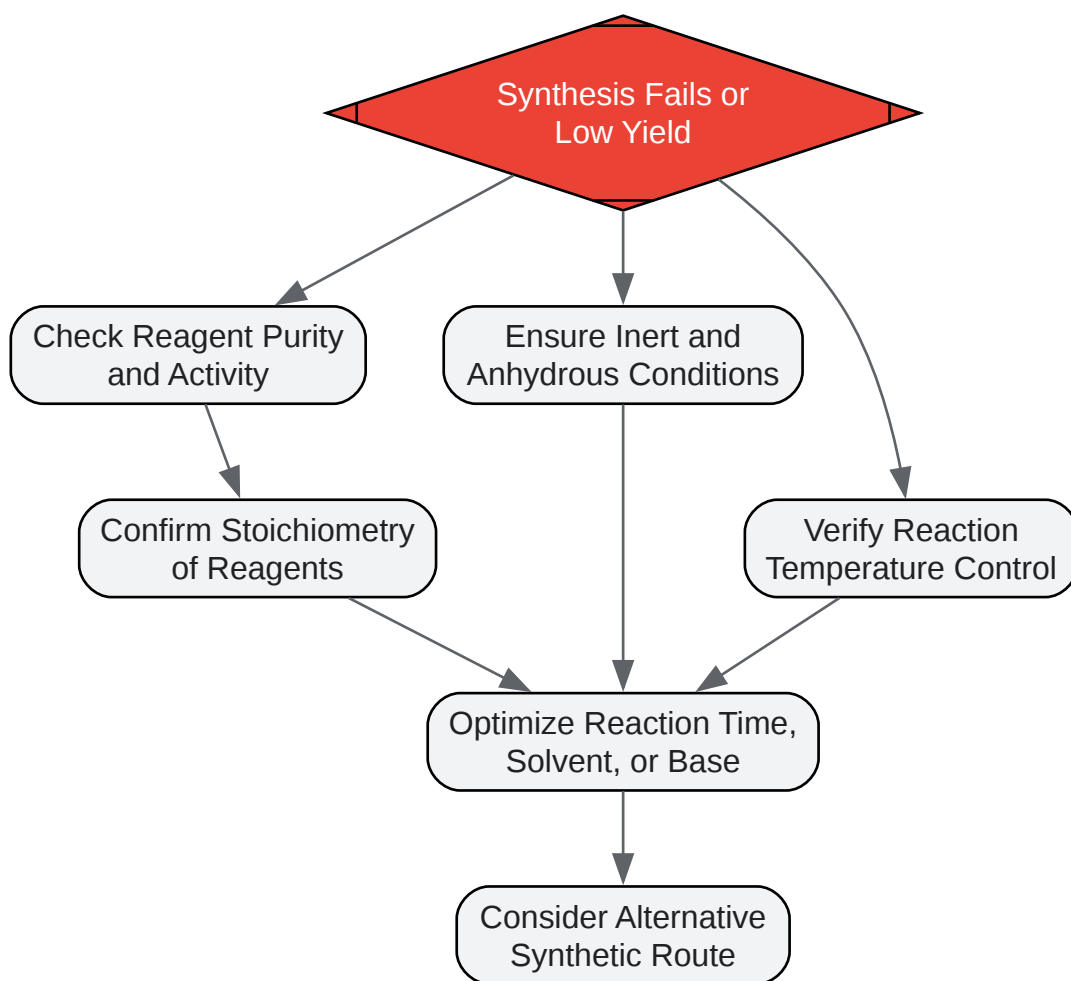 Synthesis Fails or
Low Yield
Check Reagent Purity
and Activity
Ensure Inert and
Anhydrous Conditions
Confirm Stoichiometry
of Reagents
Verify Reaction
Temperature Control
Optimize Reaction Time,
Solvent, or Base
Consider Alternative
Synthetic Route